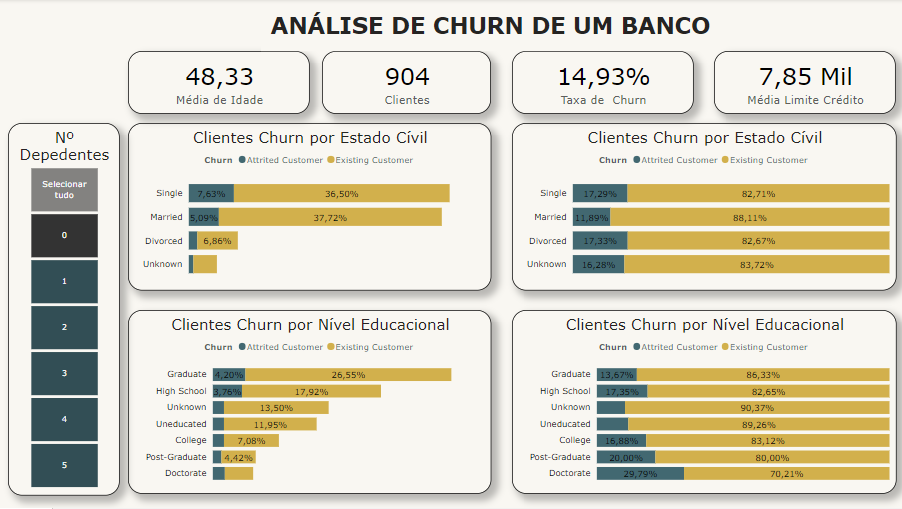 ANÁLISE DE CHURN DE UM BANCO
48,33
Média de Idade
904
Clientes
14,93%
Taxa de Churn
7,85 Mil
Média Limite Crédito
Nº
Depedentes
Selecionar
tudo
0
1
2
3
4
5
Clientes Churn por Estado Cívil
Churn Attrited Customer Existing Customer
Single 7,63% 36,50%
Married 5,09% 37,72%
Divorced 6,86%
Unknown
Clientes Churn por Estado Cívil
Churn Attrited Customer Existing Customer
Single 17,29% 82,71%
Married 11,89% 88,11%
Divorced 17,33% 82,67%
Unknown 16,28% 83,72%
Clientes Churn por Nível Educacional
Churn Attrited Customer Existing Customer
Graduate 4,20% 26,55%
High School 3,76% 17,92%
Unknown 13,50%
Uneducated 11,95%
College 7,08%
Post-Graduate 4,42%
Doctorate
Clientes Churn por Nível Educacional
Churn Attrited Customer Existing Customer
Graduate 13,67% 86,33%
High School 17,35% 82,65%
Unknown 90,37%
Uneducated 89,26%
College 16,88% 83,12%
Post-Graduate 20,00% 80,00%
Doctorate 29,79% 70,21%